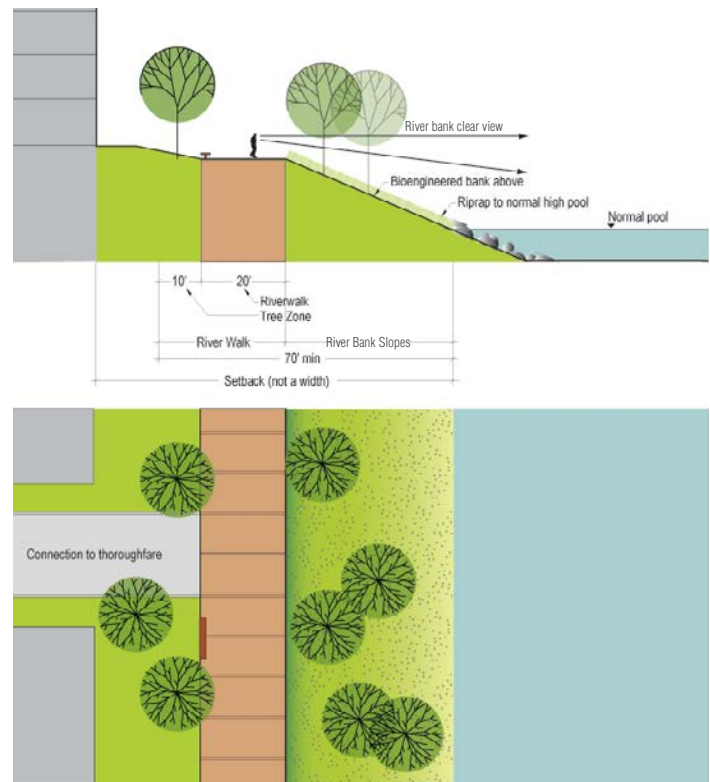 River bank clear view
Bioengineered bank above
Riprap to normal high pool
Normal pool
10'
20'
Riverwalk
Tree Zone
River Walk
River Bank Slopes
70' min
Setback (not a width)
Connection to thoroughfare